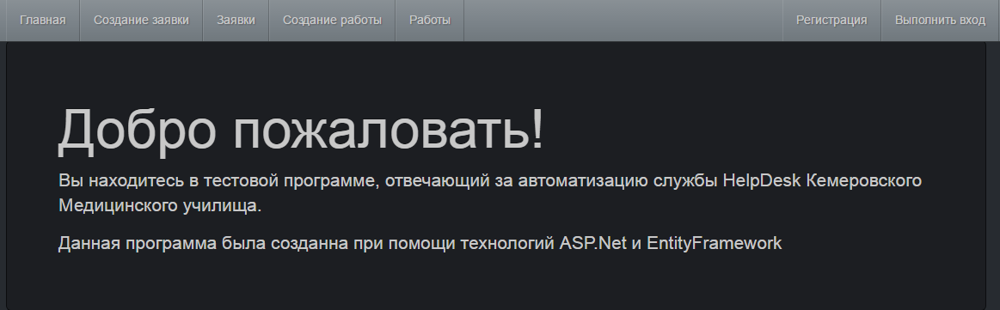 Главная Создание заявки Заявки Создание работы Работы Регистрация Выполнить вход
Добро пожаловать!
Вы находитесь в тестовой программе, отвечающий за автоматизацию службы HelpDesk Кемеровского
Медицинского училища.
Данная программа была созданна при помощи технологий ASP.Net и EntityFramework